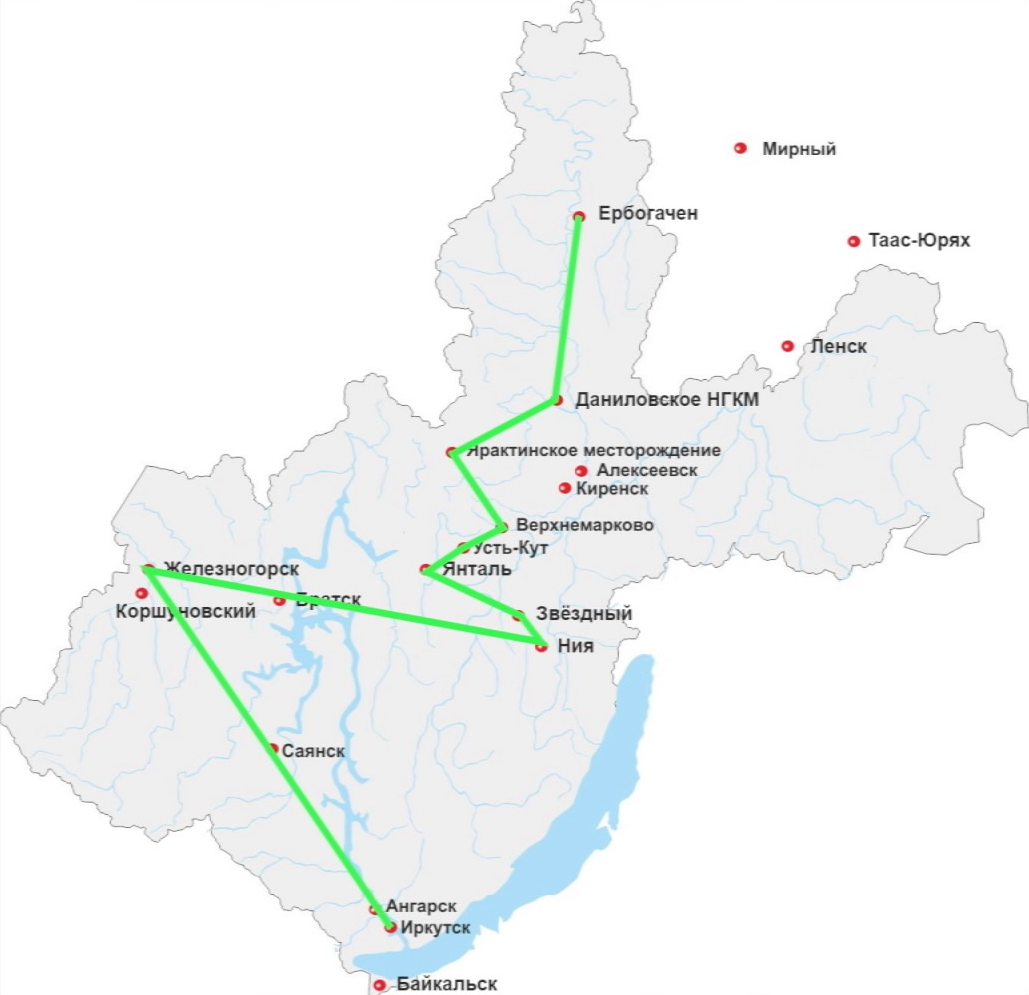 Мирный
Ербогачен
Таас-Юрях
Ленск
Даниловское НГКМ
Ярактинское месторождение
Алексеевск
Киренск
Верхнемарково
Усть-Кут
Янталь
Железногорск
Братск
Коршуновский
Звёздный
Ния
Саянск
Ангарск
Иркутск
Байкальск